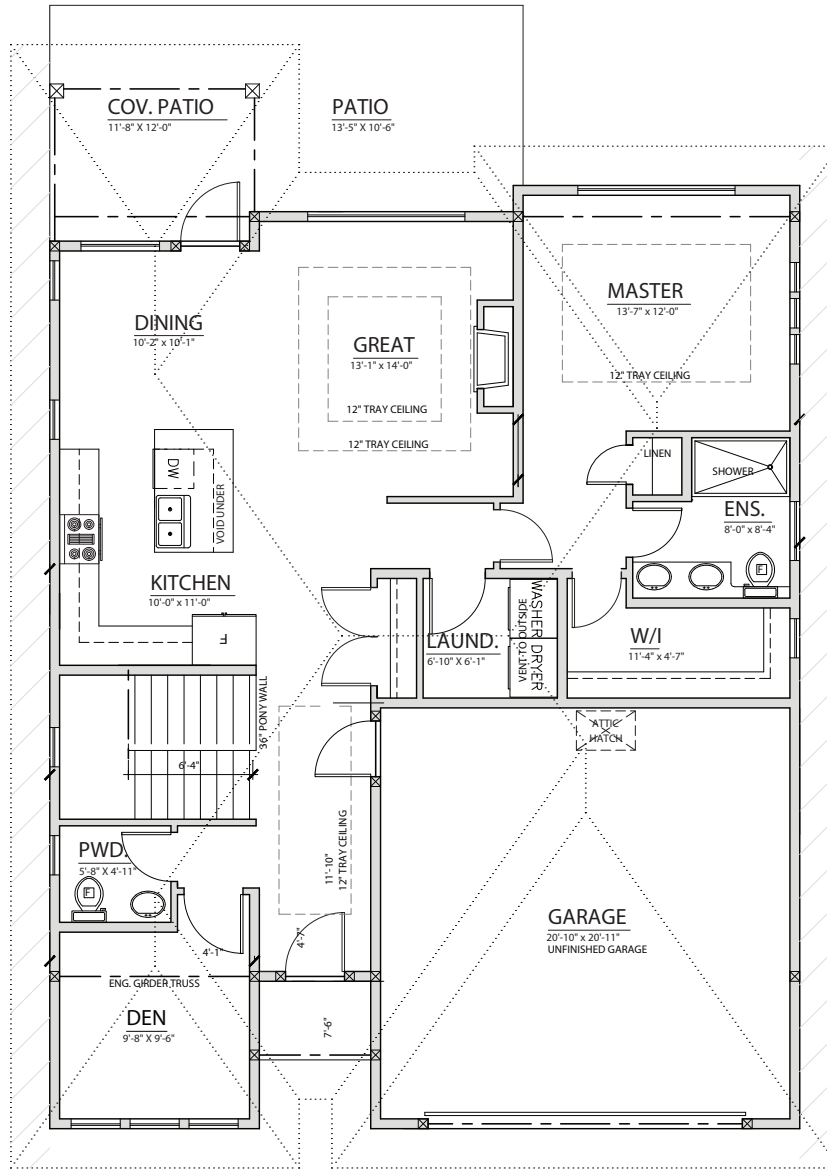 COV. PATIO
11'-8" X 12'-0"
PATIO
13'-5" X 10'-6"
MASTER
13'-7" x 12'-0"
12" TRAY CEILING
DINING
10'-2" x 10'-1"
GREAT
13'-1" x 14'-0"
12" TRAY CEILING
12" TRAY CEILING
LINEN
SHOWER
DW
VOID UNDER
ENS.
8'-0" x 8'-4"
F
KITCHEN
10'-0" x 11'-0"
F
LAUND.
6'-10" X 6'-1"
VENT TO OUTSIDE
WASHER DRYER
W/I
11'-4" x 4'-7"
36" PONY WALL
ATTIC
HATCH
6'-4"
PWD.
5'-8" X 4'-11"
F
11'-10"
12" TRAY CEILING
GARAGE
20'-10" x 20'-11"
UNFINISHED GARAGE
4'-1"
4'-7"
ENG. GIRDER TRUSS
DEN
9'-8" X 9'-6"
7'-6"